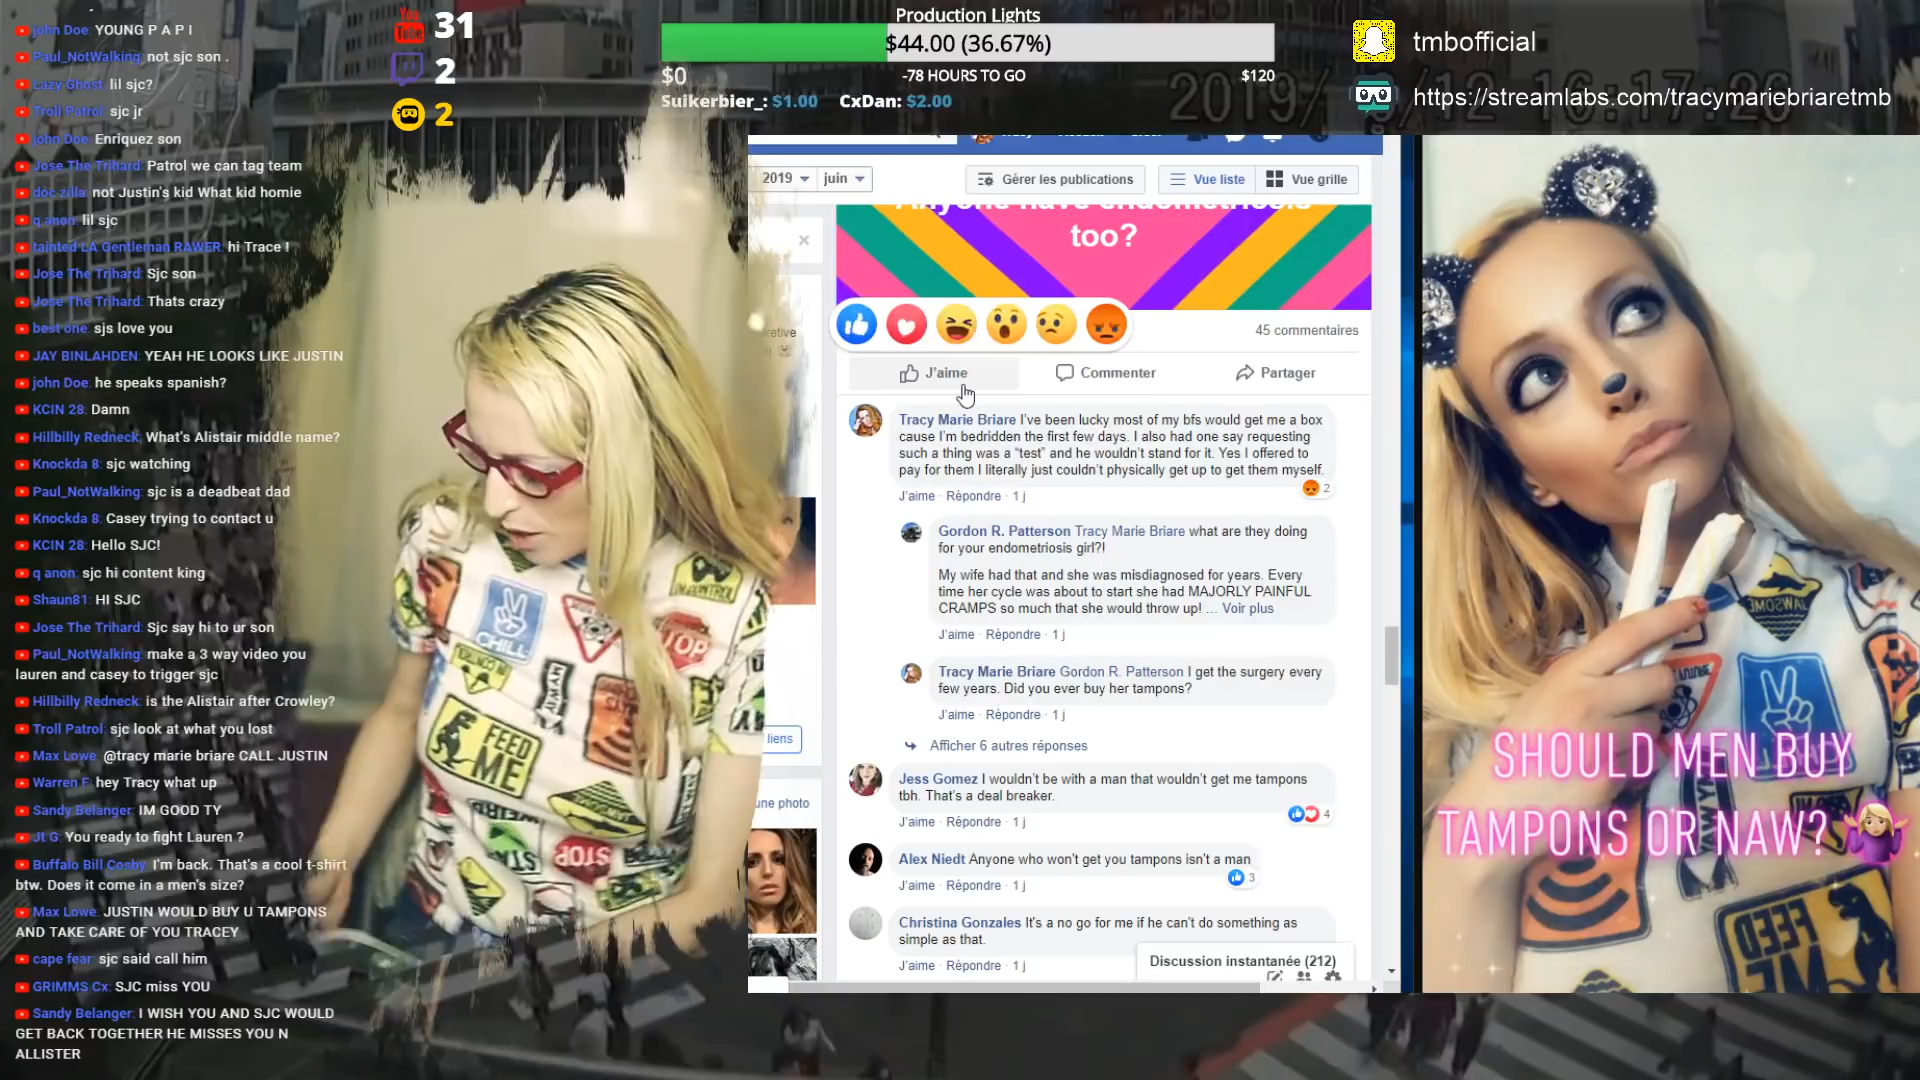 john Doe: YOUNG P A P I
Paul_NotWalking: not sjc son .
Lazy Ghost: lil sjc?
Troll Patrol: sjc jr
john Doe: Enriquez son
Jose The Trihard: Patrol we can tag team
doc zilla: not Justin's kid What kid homie
q anon: lil sjc
tainted LA Gentleman RAWER: hi Trace !
Jose The Trihard: Sjc son
Jose The Trihard: Thats crazy
best one: sjs love you
JAY BINLAHDEN: YEAH HE LOOKS LIKE JUSTIN
john Doe: he speaks spanish?
KCIN 28: Damn
Hillbilly Redneck: What's Alistair middle name?
Knockda 8: sjc watching
Paul_NotWalking: sjc is a deadbeat dad
Knockda 8: Casey trying to contact u
KCIN 28: Hello SJC!
q anon: sjc hi content king
Shaun81: HI SJC
Jose The Trihard: Sjc say hi to ur son
Paul_NotWalking: make a 3 way video you
lauren and casey to trigger sjc
Hillbilly Redneck: is the Alistair after Crowley?
Troll Patrol: sjc look at what you lost
Max Lowe: @tracy marie briare CALL JUSTIN
Warren F: hey Tracy what up
Sandy Belanger: IM GOOD TY
Jt G: You ready to fight Lauren ?
Buffalo Bill Cosby: I'm back. That's a cool t-shirt
btw. Does it come in a men's size?
Max Lowe: JUSTIN WOULD BUY U TAMPONS
AND TAKE CARE OF YOU TRACEY
cape fear: sjc said call him
GRIMMS Cx: SJC miss YOU
Sandy Belanger: I WISH YOU AND SJC WOULD
GET BACK TOGETHER HE MISSES YOU N
ALLISTER
You Tube 31
2
2
Production Lights
$44.00 (36.67%)
$0 -78 HOURS TO GO $120
Suikerbier_: $1.00 CxDan: $2.00
tmbofficial
https://streamlabs.com/tracymariebriaretmb
2019/ /12 16:17:26
2019 juin
Gérer les publications
Vue liste
Vue grille
Anyone have endometriosis
too?
45 commentaires
J'aime Commenter Partager
Tracy Marie Briare I've been lucky most of my bfs would get me a box
cause I'm bedridden the first few days. I also had one say requesting
such a thing was a "test" and he wouldn't stand for it. Yes I offered to
pay for them I literally just couldn't physically get up to get them myself.
2
J'aime · Répondre · 1 j
Gordon R. Patterson Tracy Marie Briare what are they doing
for your endometriosis girl?!
My wife had that and she was misdiagnosed for years. Every
time her cycle was about to start she had MAJORLY PAINFUL
CRAMPS so much that she would throw up! ... Voir plus
J'aime · Répondre · 1 j
Tracy Marie Briare Gordon R. Patterson I get the surgery every
few years. Did you ever buy her tampons?
J'aime · Répondre · 1 j
Afficher 6 autres réponses
Jess Gomez I wouldn't be with a man that wouldn't get me tampons
tbh. That's a deal breaker.
4
J'aime · Répondre · 1 j
Alex Niedt Anyone who won't get you tampons isn't a man
3
J'aime · Répondre · 1 j
Christina Gonzales It's a no go for me if he can't do something as
simple as that.
J'aime · Répondre · 1 j
Discussion instantanée (212)
liens
une photo
CHILL
STOP
FEED
ME
STOP
SHOULD MEN BUY
TAMPONS OR NAW?
AWSOME
FEED
ME